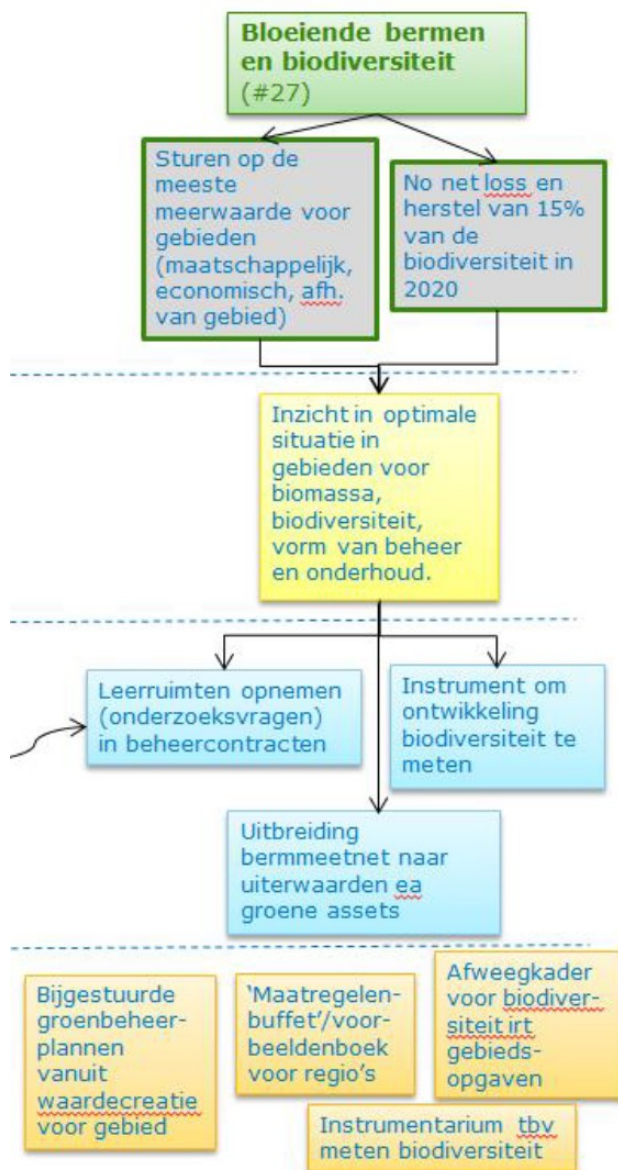 Bloeiende bermen
en biodiversiteit
(#27)
Sturen op de
meeste
meerwaarde voor
gebieden
(maatschappelijk,
economisch, afh.
van gebied)
No net loss en
herstel van 15%
van de
biodiversiteit in
2020
Inzicht in optimale
situatie in
gebieden voor
biomassa,
biodiversiteit,
vorm van beheer
en onderhoud.
Leerruimten opnemen
(onderzoeksvragen)
in beheercontracten
Instrument om
ontwikkeling
biodiversiteit te
meten
Uitbreiding
bermmeetnet naar
uiterwaarden ea
groene assets
Bijgestuurde
groenbeheer-
plannen
vanuit
waardecreatie
voor gebied
‘Maatregelen-
buffet’/voor-
beeldenboek
voor regio’s
Afweegkader
voor biodiver-
siteit irt
gebieds-
opgaven
Instrumentarium tbv
meten biodiversiteit